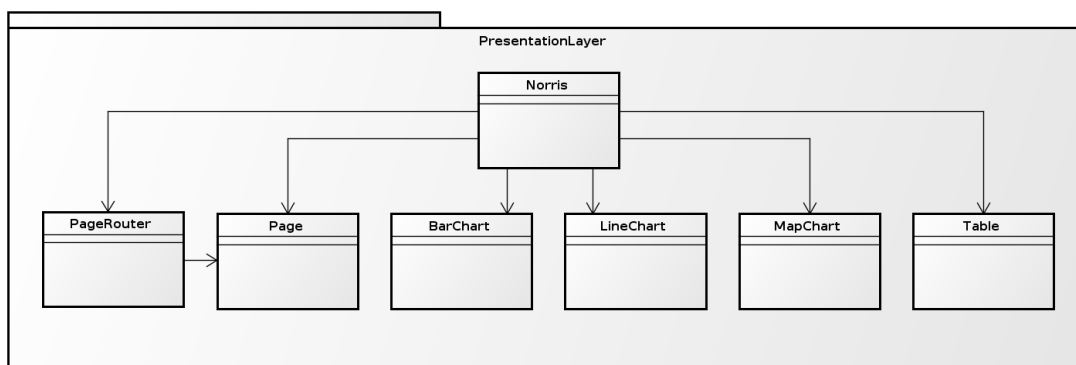 PresentationLayer
Norris
PageRouter
Page
BarChart
LineChart
MapChart
Table